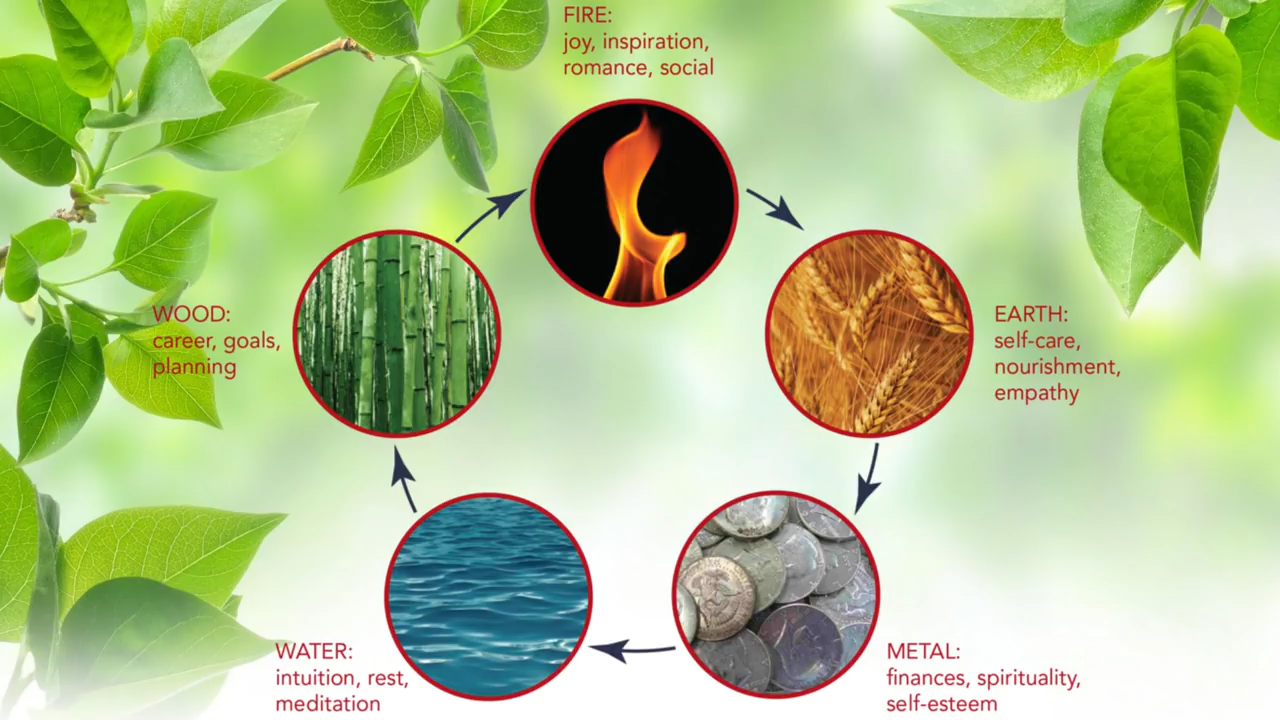 FIRE:
joy, inspiration,
romance, social
WOOD:
career, goals,
planning
EARTH:
self-care,
nourishment,
empathy
WATER:
intuition, rest,
meditation
METAL:
finances, spirituality,
self-esteem